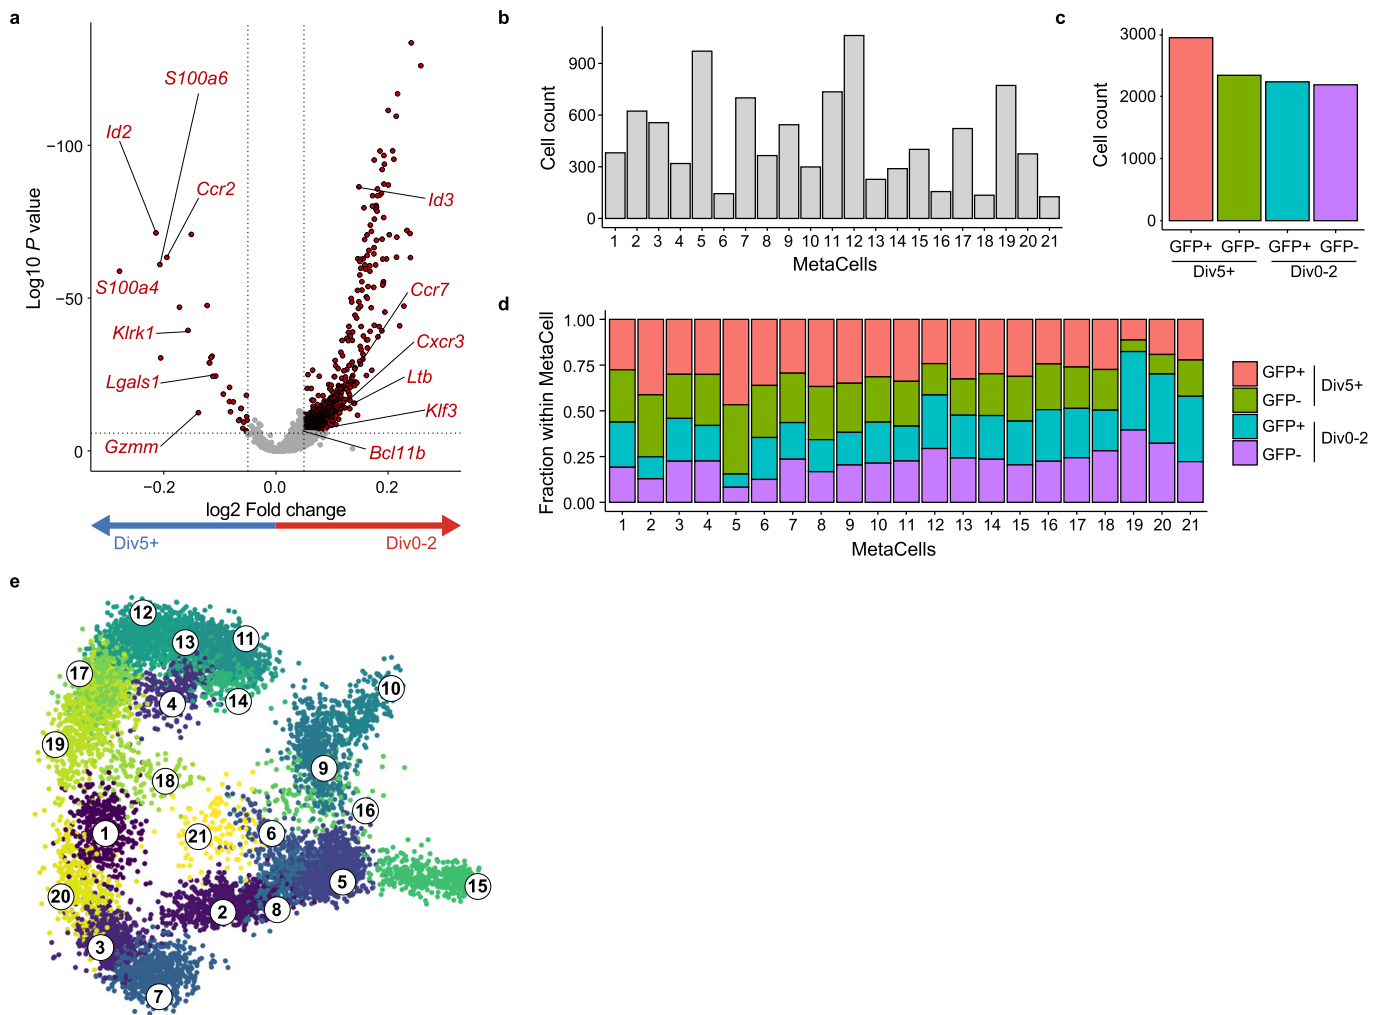 a
S100a6
Id2
Ccr2
Id3
S100a4
Ccr7
Klrk1
Cxcr3
Lgals1
Ltb
Klf3
Gzmm
Bcl11b
−100
−50
0
Log10 P value
−0.2
0.0
0.2
log2 Fold change
Div5+
Div0-2
b
900
600
300
0
Cell count
1 2 3 4 5 6 7 8 9 10 11 12 13 14 15 16 17 18 19 20 21
MetaCells
c
3000
2000
1000
0
Cell count
GFP+ GFP- GFP+ GFP-
Div5+ Div0-2
d
1.00
0.75
0.50
0.25
0.00
Fraction within MetaCell
1 2 3 4 5 6 7 8 9 10 11 12 13 14 15 16 17 18 19 20 21
MetaCells
GFP+
GFP-
Div5+
GFP+
GFP-
Div0-2
e
12
13
11
17
4
14
10
19
9
18
16
1
21
6
5
15
20
2
8
3
7